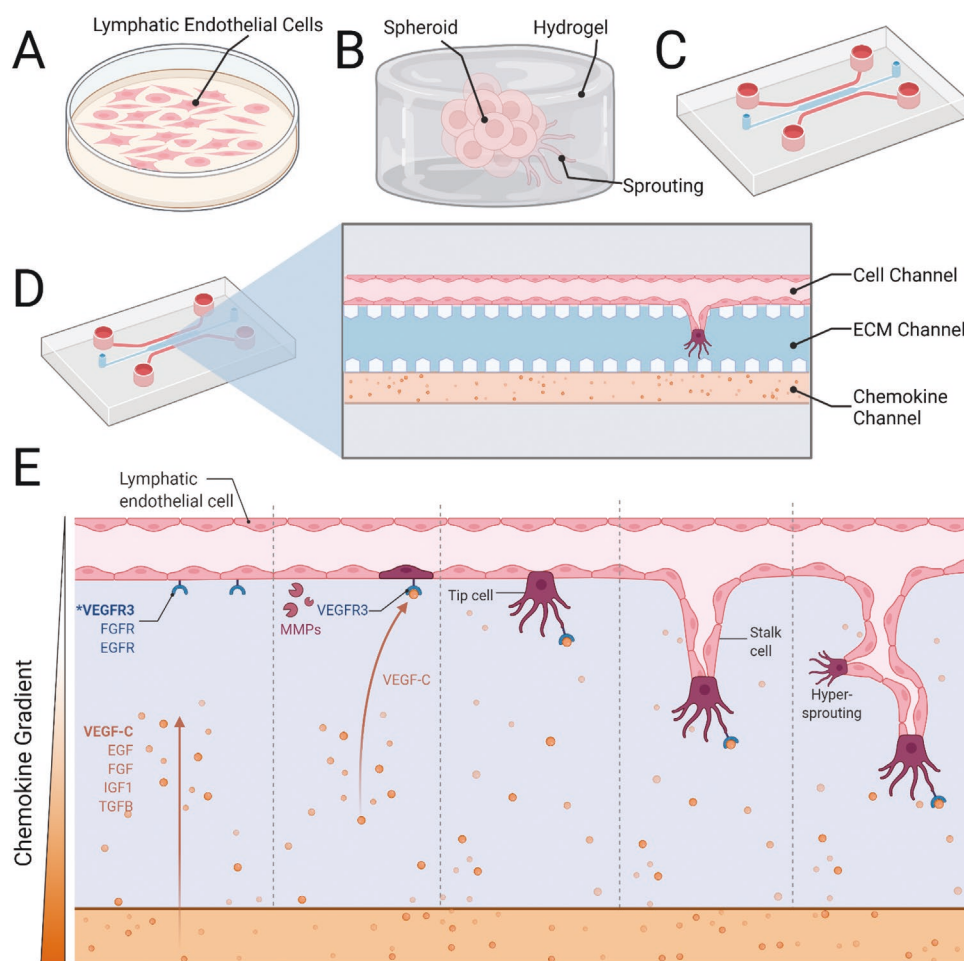 A
Lymphatic Endothelial Cells
B
Spheroid
Hydrogel
Sprouting
C
D
Cell Channel
ECM Channel
Chemokine
Channel
E
Lymphatic
endothelial cell
Chemokine Gradient
*VEGFR3
FGFR
EGFR
VEGF-C
EGF
FGF
IGF1
TGFB
MMPs
VEGFR3
VEGF-C
Tip cell
Stalk
cell
Hyper-
sprouting